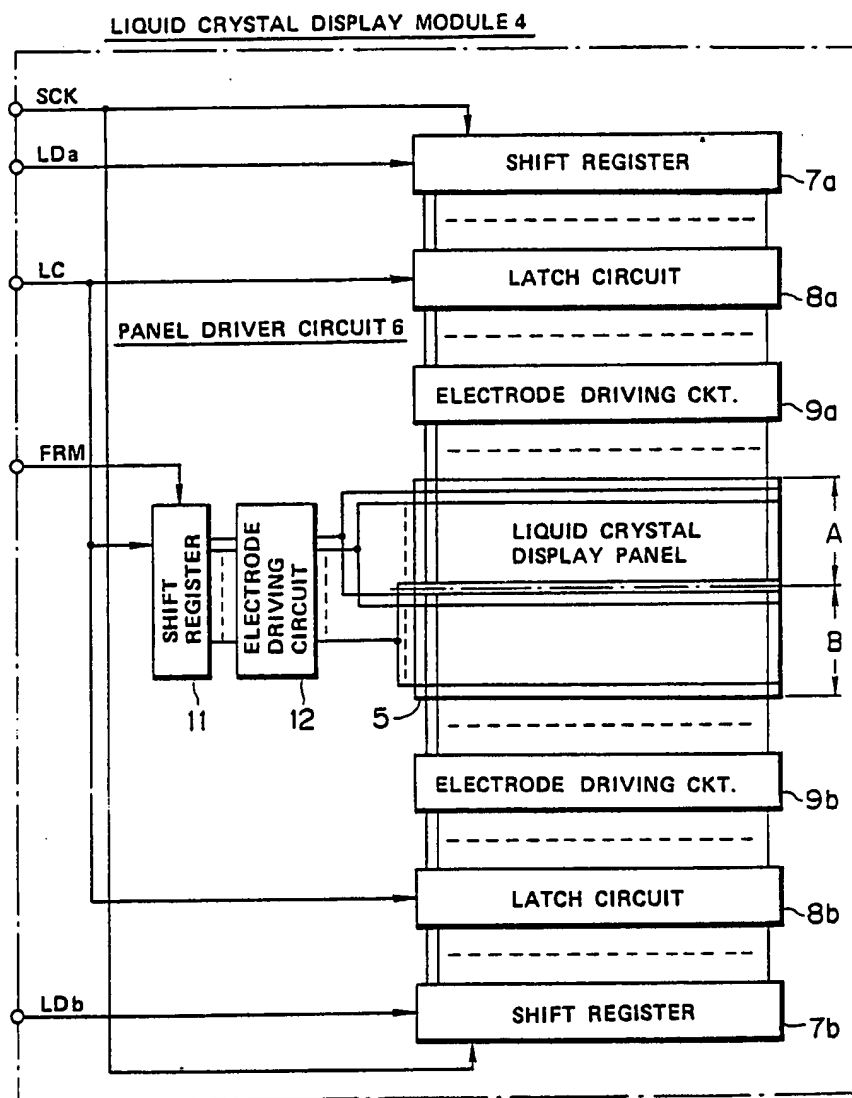 LIQUID CRYSTAL DISPLAY MODULE 4
SCK
LDa
SHIFT REGISTER
7a
LC
LATCH CIRCUIT
8a
PANEL DRIVER CIRCUIT 6
ELECTRODE DRIVING CKT.
9a
FRM
SHIFT
REGISTER
11
ELECTRODE
DRIVING
CIRCUIT
12
LIQUID CRYSTAL
DISPLAY PANEL
A
B
5
ELECTRODE DRIVING CKT.
9b
LATCH CIRCUIT
8b
LDb
SHIFT REGISTER
7b